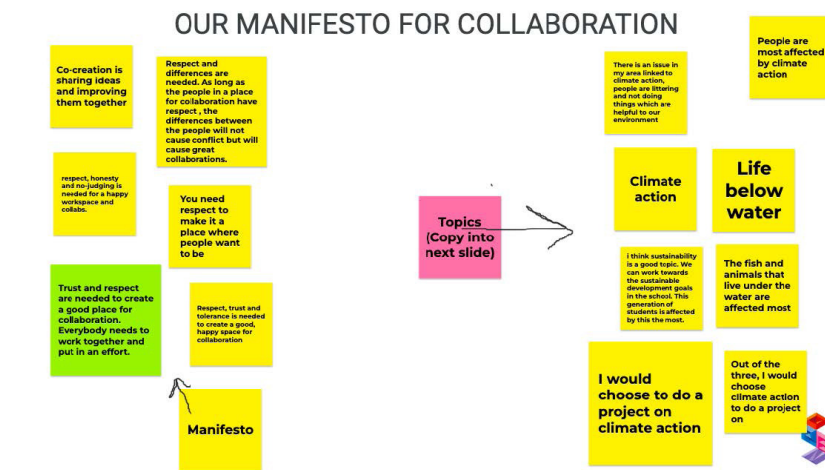 OUR MANIFESTO FOR COLLABORATION
Co-creation is
sharing ideas
and improving
them together
Respect and
differences are
needed. As long as
the people in a place
for collaboration have
respect , the
differences between
the people will not
cause conflict but will
cause great
collaborations.
respect, honesty
and no-judging is
needed for a happy
workspace and
collabs.
You need
respect to
make it a
place where
people want
to be
Trust and respect
are needed to create
a good place for
collaboration.
Everybody needs to
work together and
put in an effort.
Respect, trust and
tolerance is needed
to create a good,
happy space for
collaboration
Manifesto
Topics
(Copy into
next slide)
There is an issue in
my area linked to
climate action,
people are littering
and not doing
things which are
helpful to our
environment
People are
most affected
by climate
action
Climate
action
Life
below
water
i think sustainability
is a good topic. We
can work towards
the sustainable
development goals
in the school. This
generation of
students is affected
by this the most.
The fish and
animals that
live under the
water are
affected most
I would
choose to do a
project on
climate action
Out of the
three, I would
choose
climate action
to do a project
on